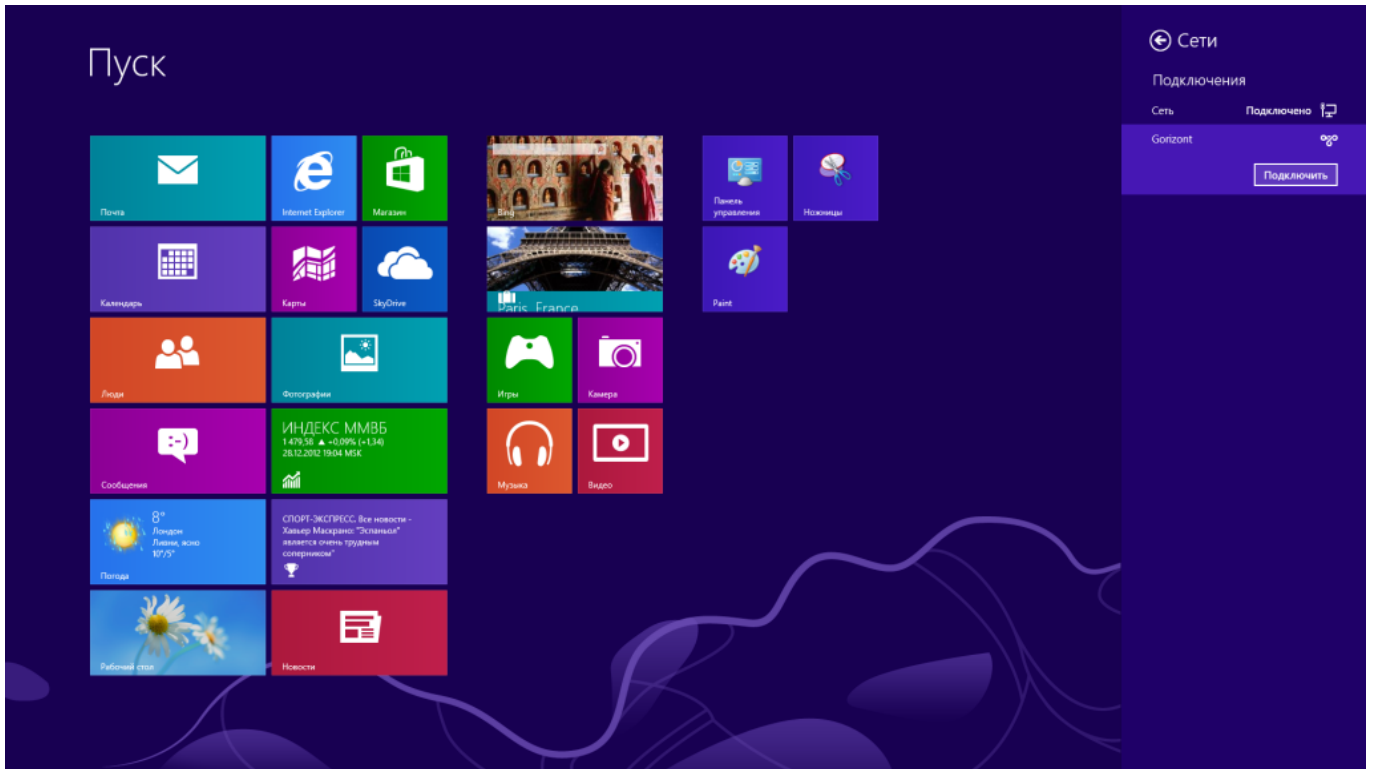 Пуск
Почта
Internet Explorer
Магазин
Bing
Календарь
Карты
SkyDrive
Paris, France
Люди
Фотографии
Игры
Камера
Сообщения
ИНДЕКС ММВБ
1 479,58 ▲ +0,09% (+1,34)
28.12.2012 19:04 MSK
Музыка
Видео
8°
Лондон
Ливни, ясно
10°/5°
Погода
СПОРТ-ЭКСПРЕСС. Все новости -
Хавьер Маскрано: "Эспаньол"
является очень трудным
соперником"
Рабочий стол
Новости
Панель
управления
Ножницы
Paint
Сети
Подключения
Сеть Подключено
Gorizont
Подключить